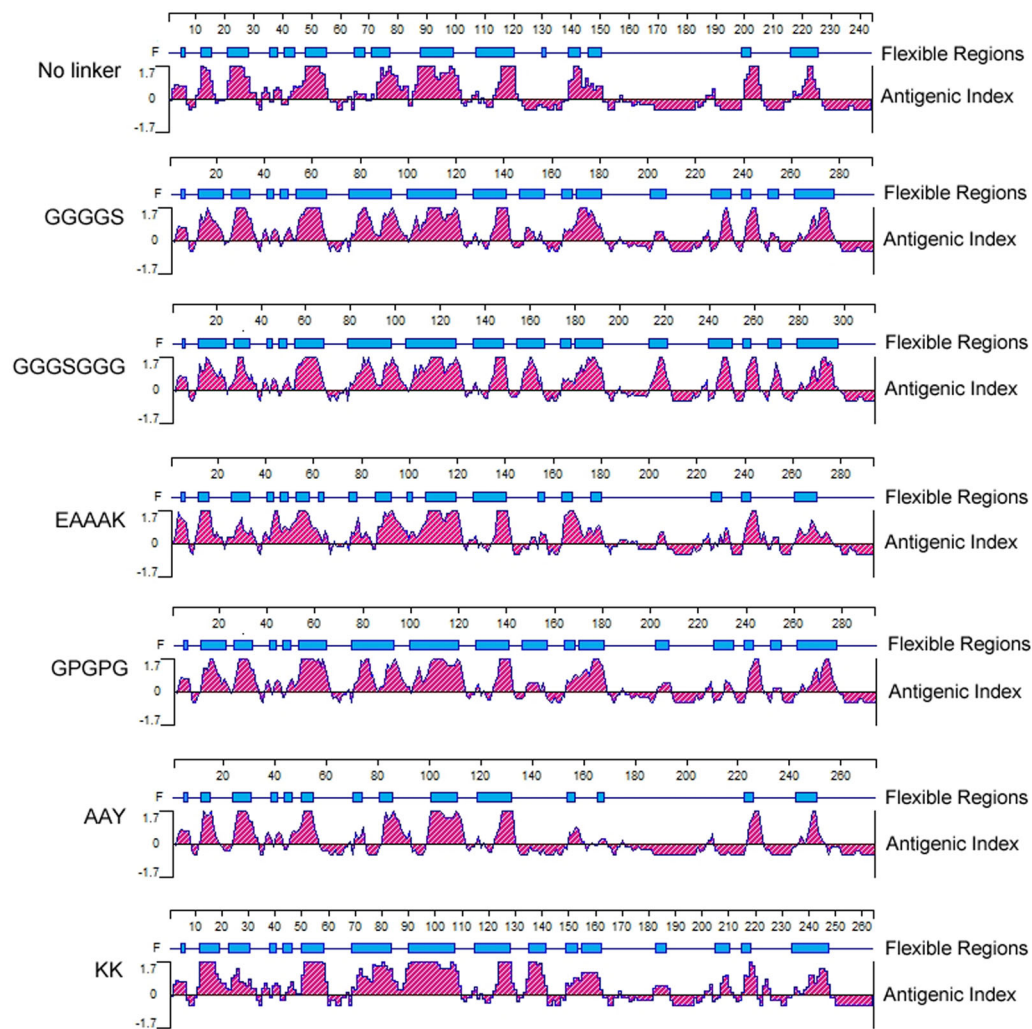 10 20 30 40 50 60 70 80 90 100 110 120 130 140 150 160 170 180 190 200 210 220 230 240
F Flexible Regions
No linker 1.7
0 Antigenic Index
-1.7
20 40 60 80 100 120 140 160 180 200 220 240 260 280
F Flexible Regions
GGGGS 1.7
0 Antigenic Index
-1.7
20 40 60 80 100 120 140 160 180 200 220 240 260 280 300
F Flexible Regions
GGGSGGG 1.7
0 Antigenic Index
-1.7
20 40 60 80 100 120 140 160 180 200 220 240 260 280
F Flexible Regions
EAAAK 1.7
0 Antigenic Index
-1.7
20 40 60 80 100 120 140 160 180 200 220 240 260 280
F Flexible Regions
GPGPG 1.7
0 Antigenic Index
-1.7
20 40 60 80 100 120 140 160 180 200 220 240 260
F Flexible Regions
AAY 1.7
0 Antigenic Index
-1.7
10 20 30 40 50 60 70 80 90 100 110 120 130 140 150 160 170 180 190 200 210 220 230 240 250 260
F Flexible Regions
KK 1.7
0 Antigenic Index
-1.7